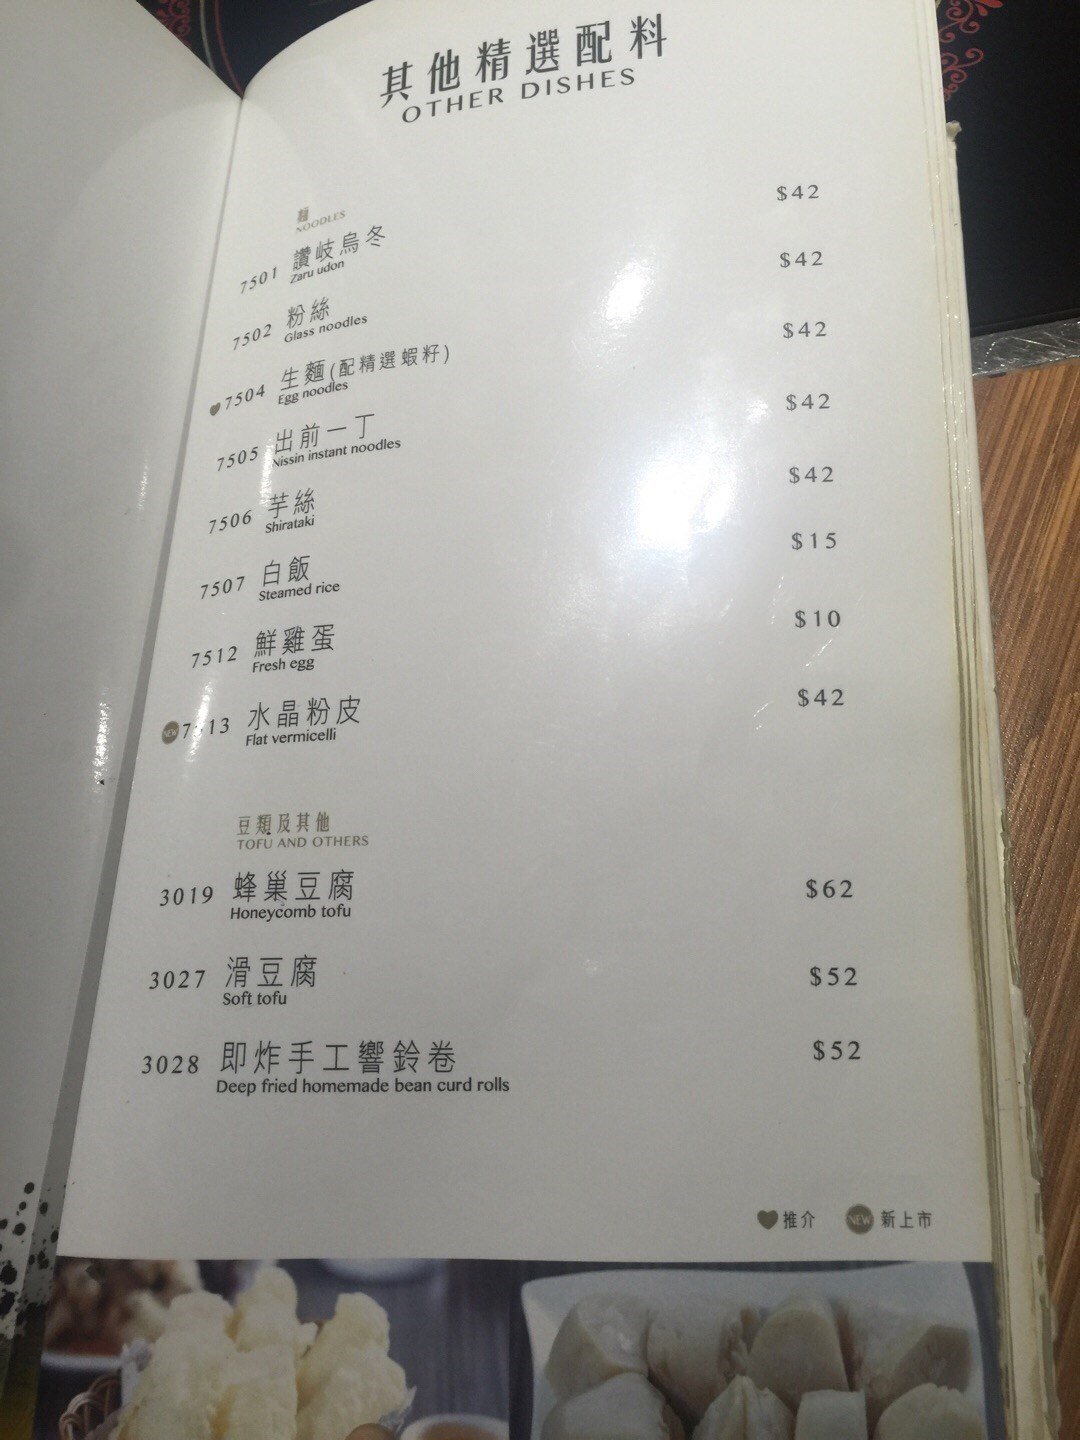 其他精選配料
OTHER DISHES
麵
NOODLES
7501 讚岐烏冬 $42
Zaru udon
7502 粉絲 $42
Glass noodles
7504 生麵(配精選蝦籽) $42
Egg noodles
7505 出前一丁 $42
Nissin instant noodles
7506 芋絲 $42
Shirataki
7507 白飯 $15
Steamed rice
7512 鮮雞蛋 $10
Fresh egg
NEW 7513 水晶粉皮 $42
Flat vermicelli
豆類及其他
TOFU AND OTHERS
3019 蜂巢豆腐 $62
Honeycomb tofu
3027 滑豆腐 $52
Soft tofu
3028 即炸手工響鈴卷 $52
Deep fried homemade bean curd rolls
推介 NEW 新上市